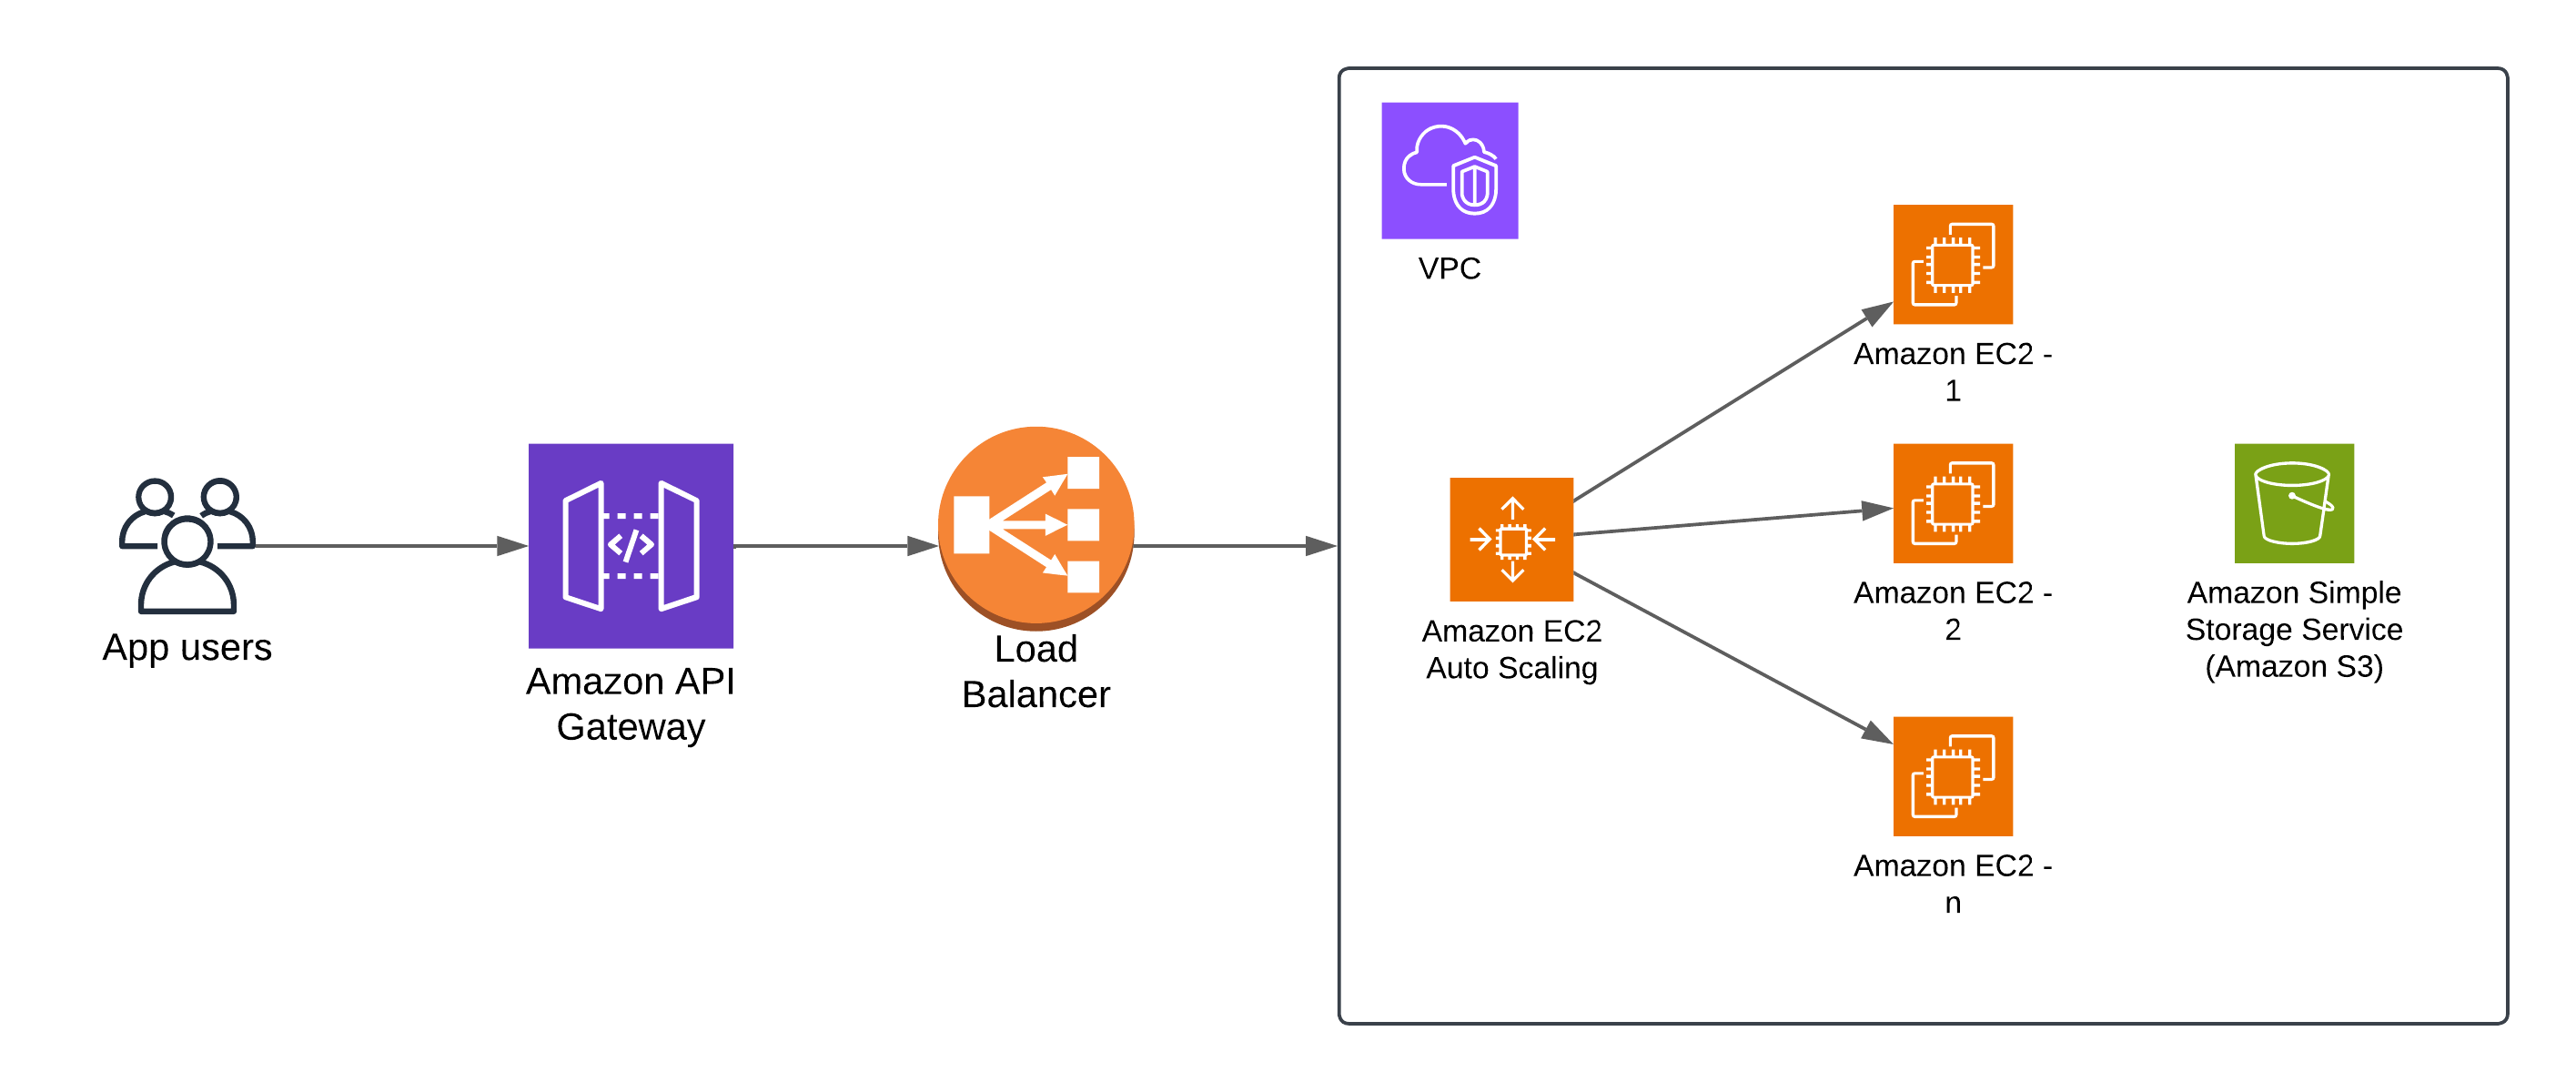 App users
Amazon API
Gateway
Load
Balancer
VPC
Amazon EC2
Auto Scaling
Amazon EC2 -
1
Amazon EC2 -
2
Amazon EC2 -
n
Amazon Simple
Storage Service
(Amazon S3)